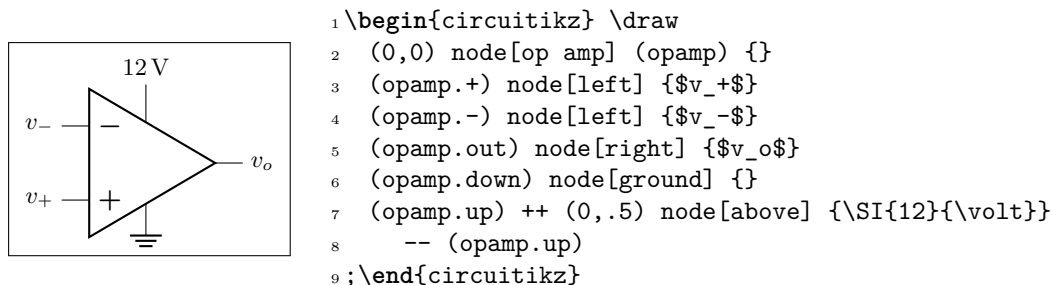 12 V
v₋
v₊
vₒ
1 \begin{circuitikz} \draw
2   (0,0) node[op amp] (opamp) {}
3   (opamp.+) node[left] {$v_+$}
4   (opamp.-) node[left] {$v_-$}
5   (opamp.out) node[right] {$v_o$}
6   (opamp.down) node[ground] {}
7   (opamp.up) ++ (0,.5) node[above] {\SI{12}{\volt}}
8      -- (opamp.up)
9 ;\end{circuitikz}